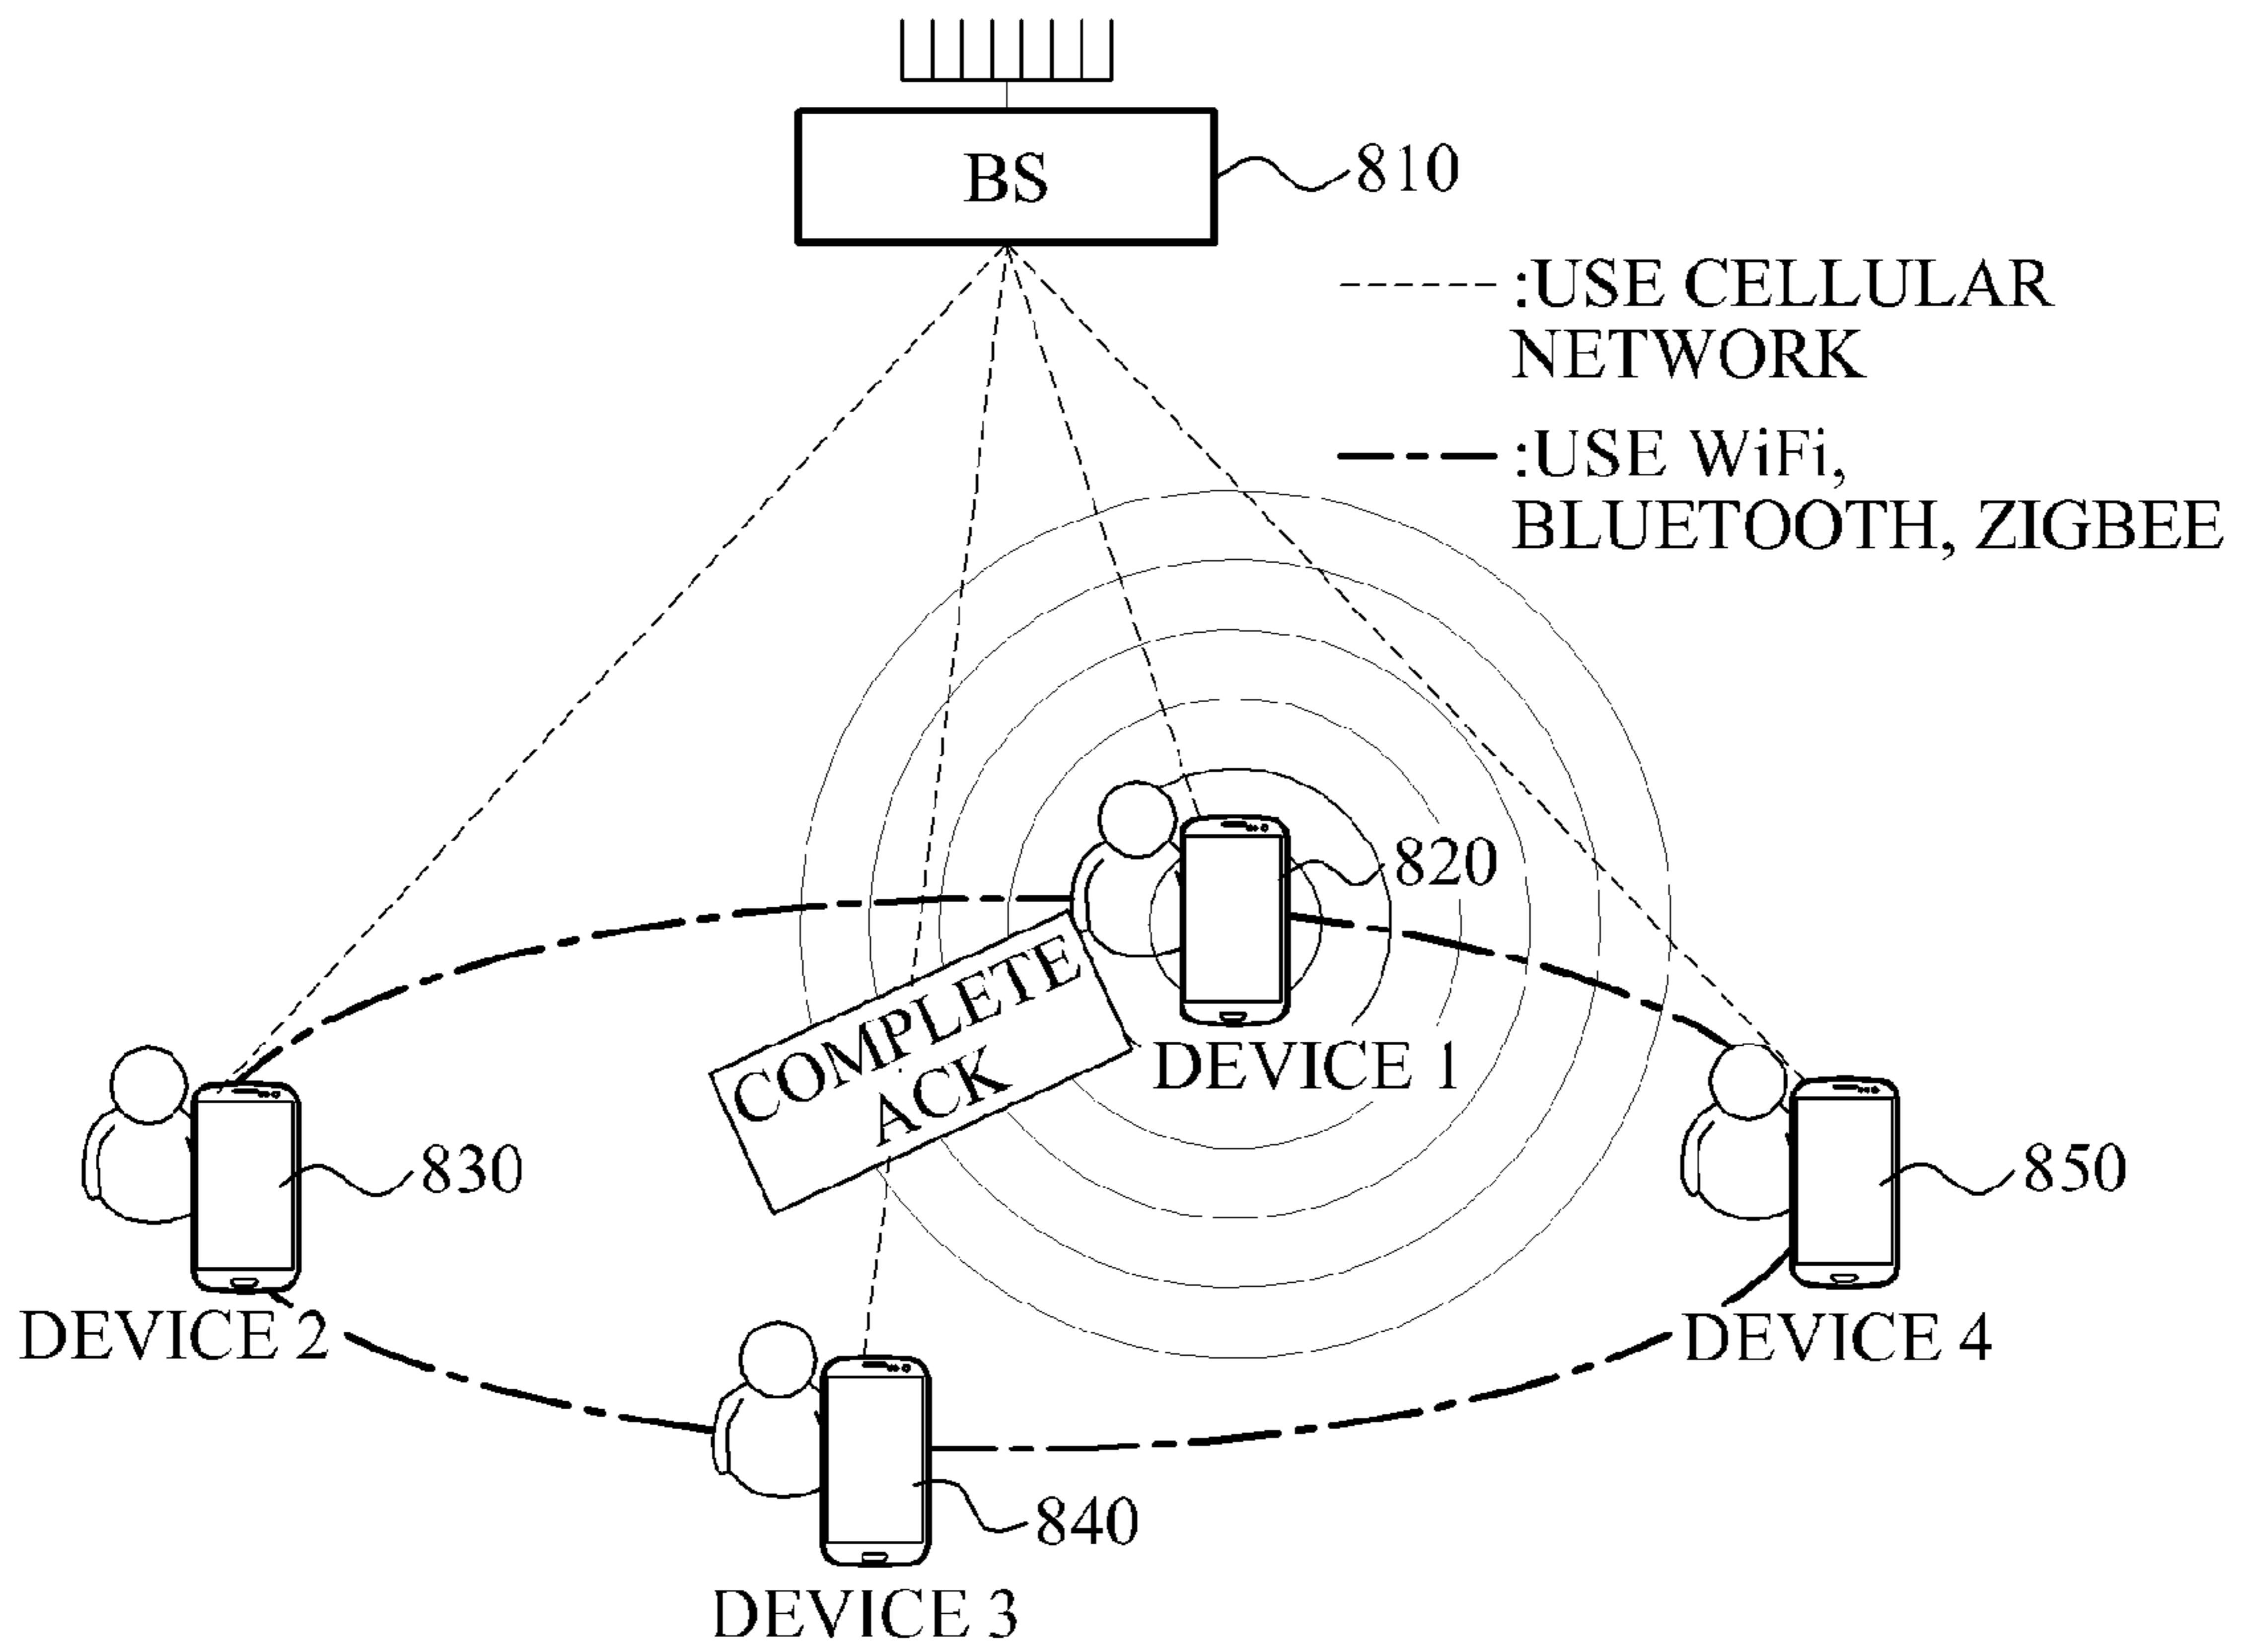 BS
810
:USE CELLULAR
NETWORK
:USE WiFi,
BLUETOOTH, ZIGBEE
820
COMPLETE
ACK
DEVICE 1
830
850
DEVICE 2
DEVICE 4
840
DEVICE 3